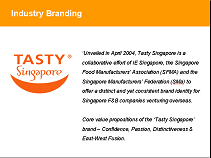 Industry Branding
TASTY
Singapore
'Unveiled in April 2004, Tasty Singapore is a
collaborative effort of IE Singapore, the Singapore
Food Manufacturers' Association (SFMA) and the
Singapore Manufacturers' Federation (SMa) to
offer a distinct and yet consistent brand identity for
Singapore F&B companies venturing overseas.
Core value propositions of the 'Tasty Singapore'
brand – Confidence, Passion, Distinctiveness &
East-West Fusion.